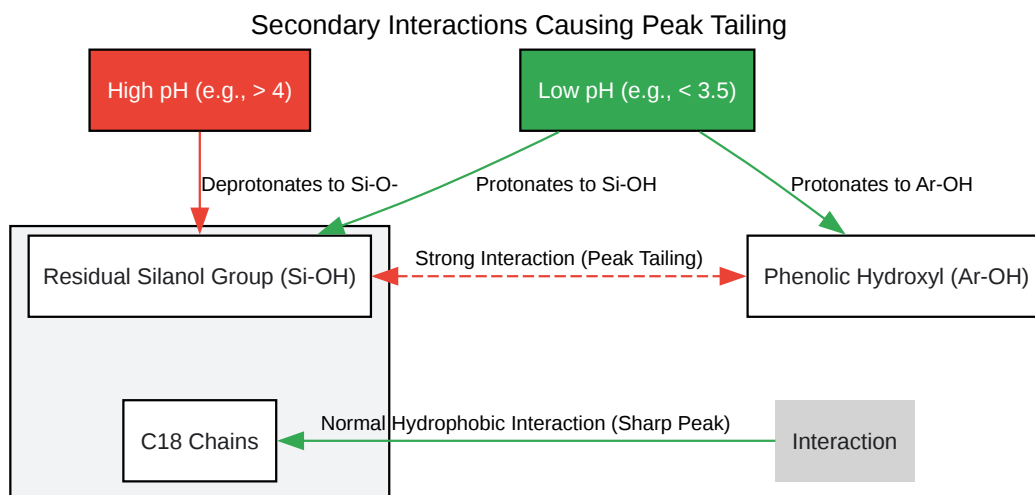 Secondary Interactions Causing Peak Tailing
High pH (e.g., > 4)
Low pH (e.g., < 3.5)
Deprotonates to Si-O-
Protonates to Si-OH
Protonates to Ar-OH
Residual Silanol Group (Si-OH)
Strong Interaction (Peak Tailing)
Phenolic Hydroxyl (Ar-OH)
C18 Chains
Normal Hydrophobic Interaction (Sharp Peak)
Interaction